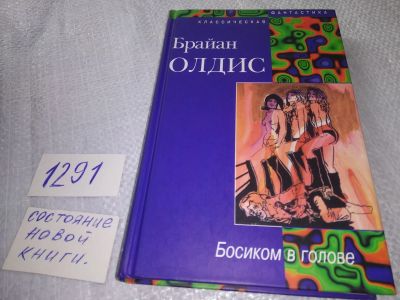 КЛАССИЧЕСКАЯ ФАНТАСТИКА
Брайан
ОЛДИС
Босиком в голове
1291
СОСТОЯНИЕ
НОВОЙ
КНИГИ.